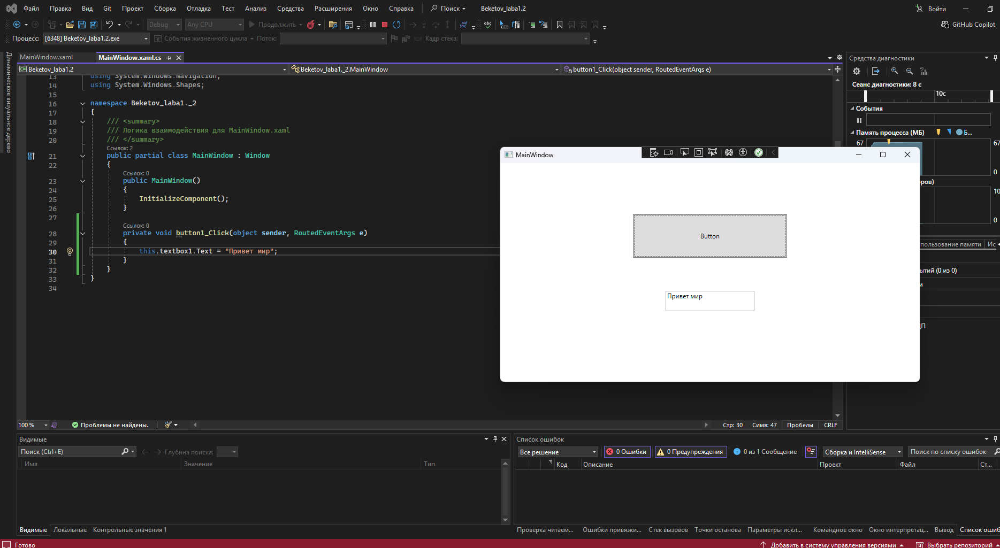 Файл Правка Вид Git Проект Сборка Отладка Тест Анализ Средства Расширения Окно Справка Поиск Beketov_laba1.2 Войти
Debug Any CPU Продолжить GitHub Copilot
Процесс: [6348] Beketov_laba1.2.exe События жизненного цикла Поток: Кадр стека:
Динамическое визуальное дерево
MainWindow.xaml MainWindow.xaml.cs
Beketov_laba1.2 Beketov_laba1._2.MainWindow button1_Click(object sender, RoutedEventArgs e)
13 using System.Windows.Navigation;
14 using System.Windows.Shapes;
15
16 namespace Beketov_laba1._2
17 {
18 /// <summary>
19 /// Логика взаимодействия для MainWindow.xaml
20 /// </summary>
Ссылок: 2
21 public partial class MainWindow : Window
22 {
Ссылок: 0
23 public MainWindow()
24 {
25 InitializeComponent();
26 }
27
Ссылок: 0
28 private void button1_Click(object sender, RoutedEventArgs e)
29 {
30 this.textbox1.Text = "Привет мир";
31 }
32 }
33 }
34
100 % Проблемы не найдены. Стр: 30 Симв: 47 Пробелы CRLF
MainWindow
Button
Привет мир
Средства диагностики
Сеанс диагностики: 8 с
10с
События
Память процесса (МБ) Б...
67 67
0
ров)
10
0
пользование памяти Ис
ытий (0 из 0)
и
ЦП
Видимые
Поиск (Ctrl+E) Глубина поиска:
Имя Значение Тип
Видимые Локальные Контрольные значения 1
Список ошибок
Все решение 0 Ошибки 0 Предупреждения 0 из 1 Сообщение Сборка и IntelliSense Поиск по списку ошибок
Код Описание Проект Файл Ст...
Проверка читаем... Ошибки привязки... Стек вызовов Точки останова Параметры искл... Командное окно Окно интерпретац... Вывод Список ошиб
Готово Добавить в систему управления версиями Выбрать репозиторий